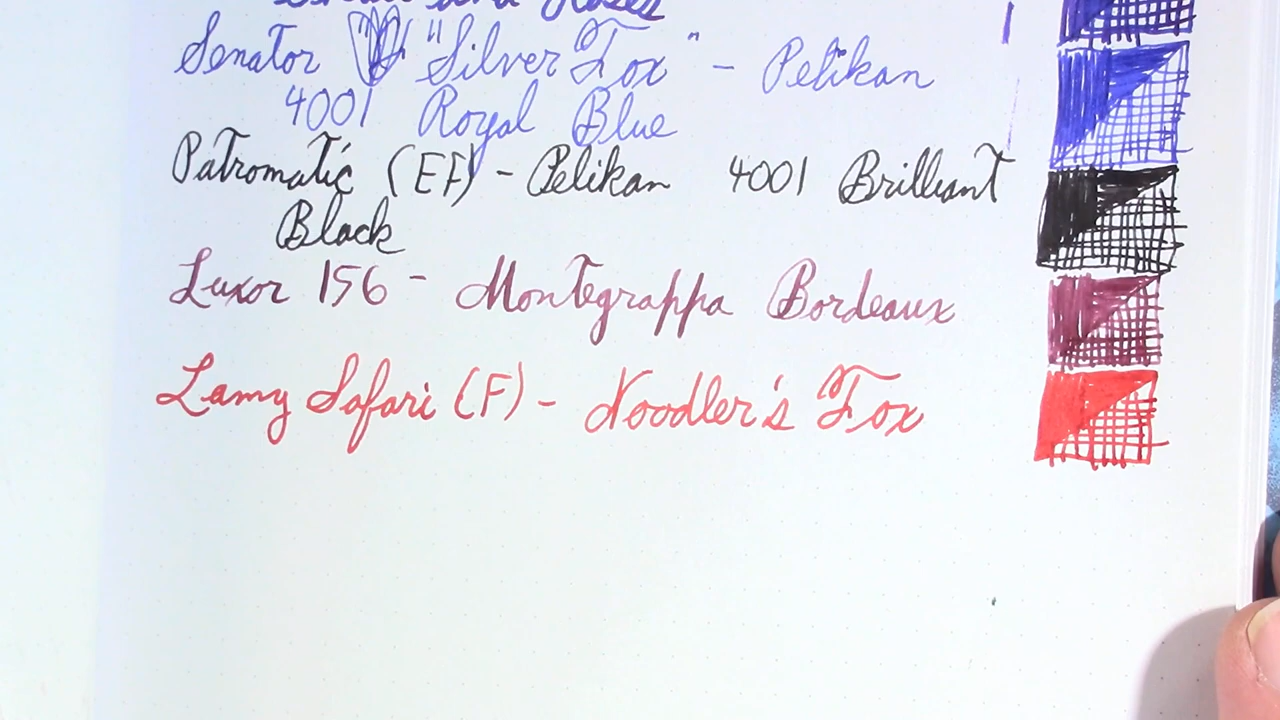 Senator "Silver Fox" - Pelikan
4001 Royal Blue
Patromatic (EF) - Pelikan 4001 Brilliant
Black
Luxor 156 - Montegrappa Bordeaux
Lamy Safari (F) - Noodler's Fox